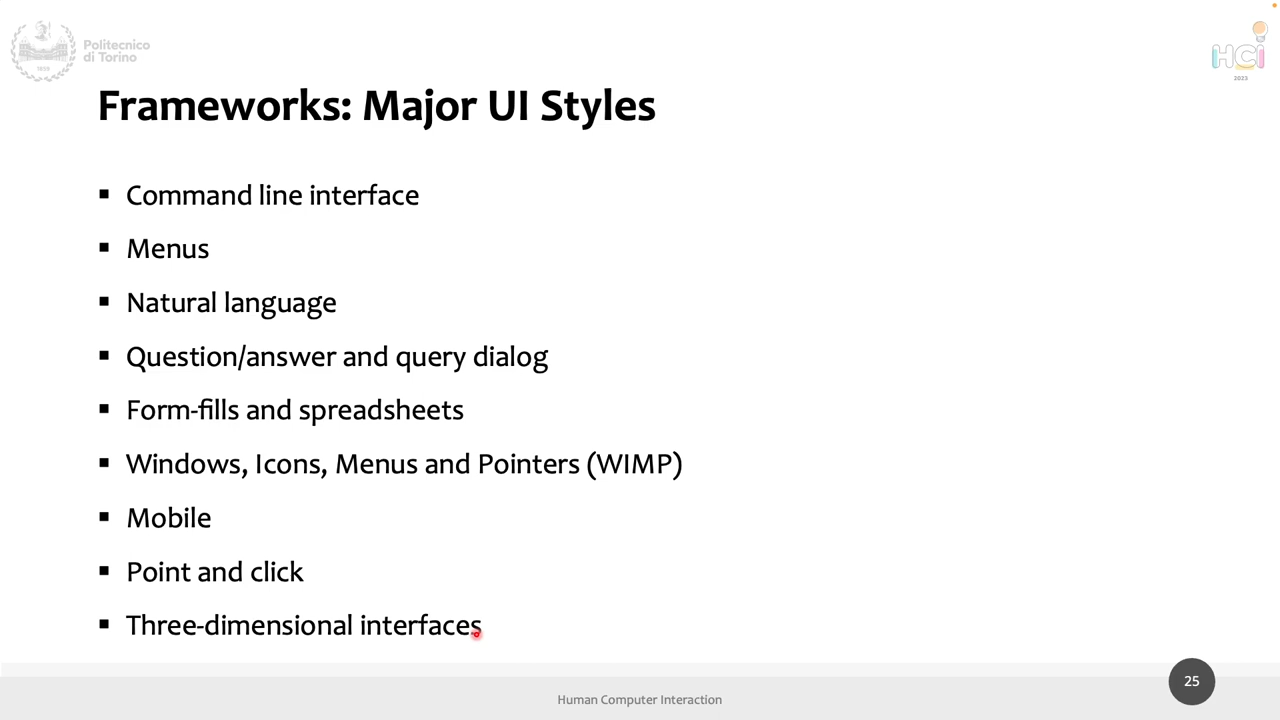 Politecnico
di Torino
1859
HCI
2023
Frameworks: Major UI Styles
▪ Command line interface
▪ Menus
▪ Natural language
▪ Question/answer and query dialog
▪ Form-fills and spreadsheets
▪ Windows, Icons, Menus and Pointers (WIMP)
▪ Mobile
▪ Point and click
▪ Three-dimensional interfaces
Human Computer Interaction
25